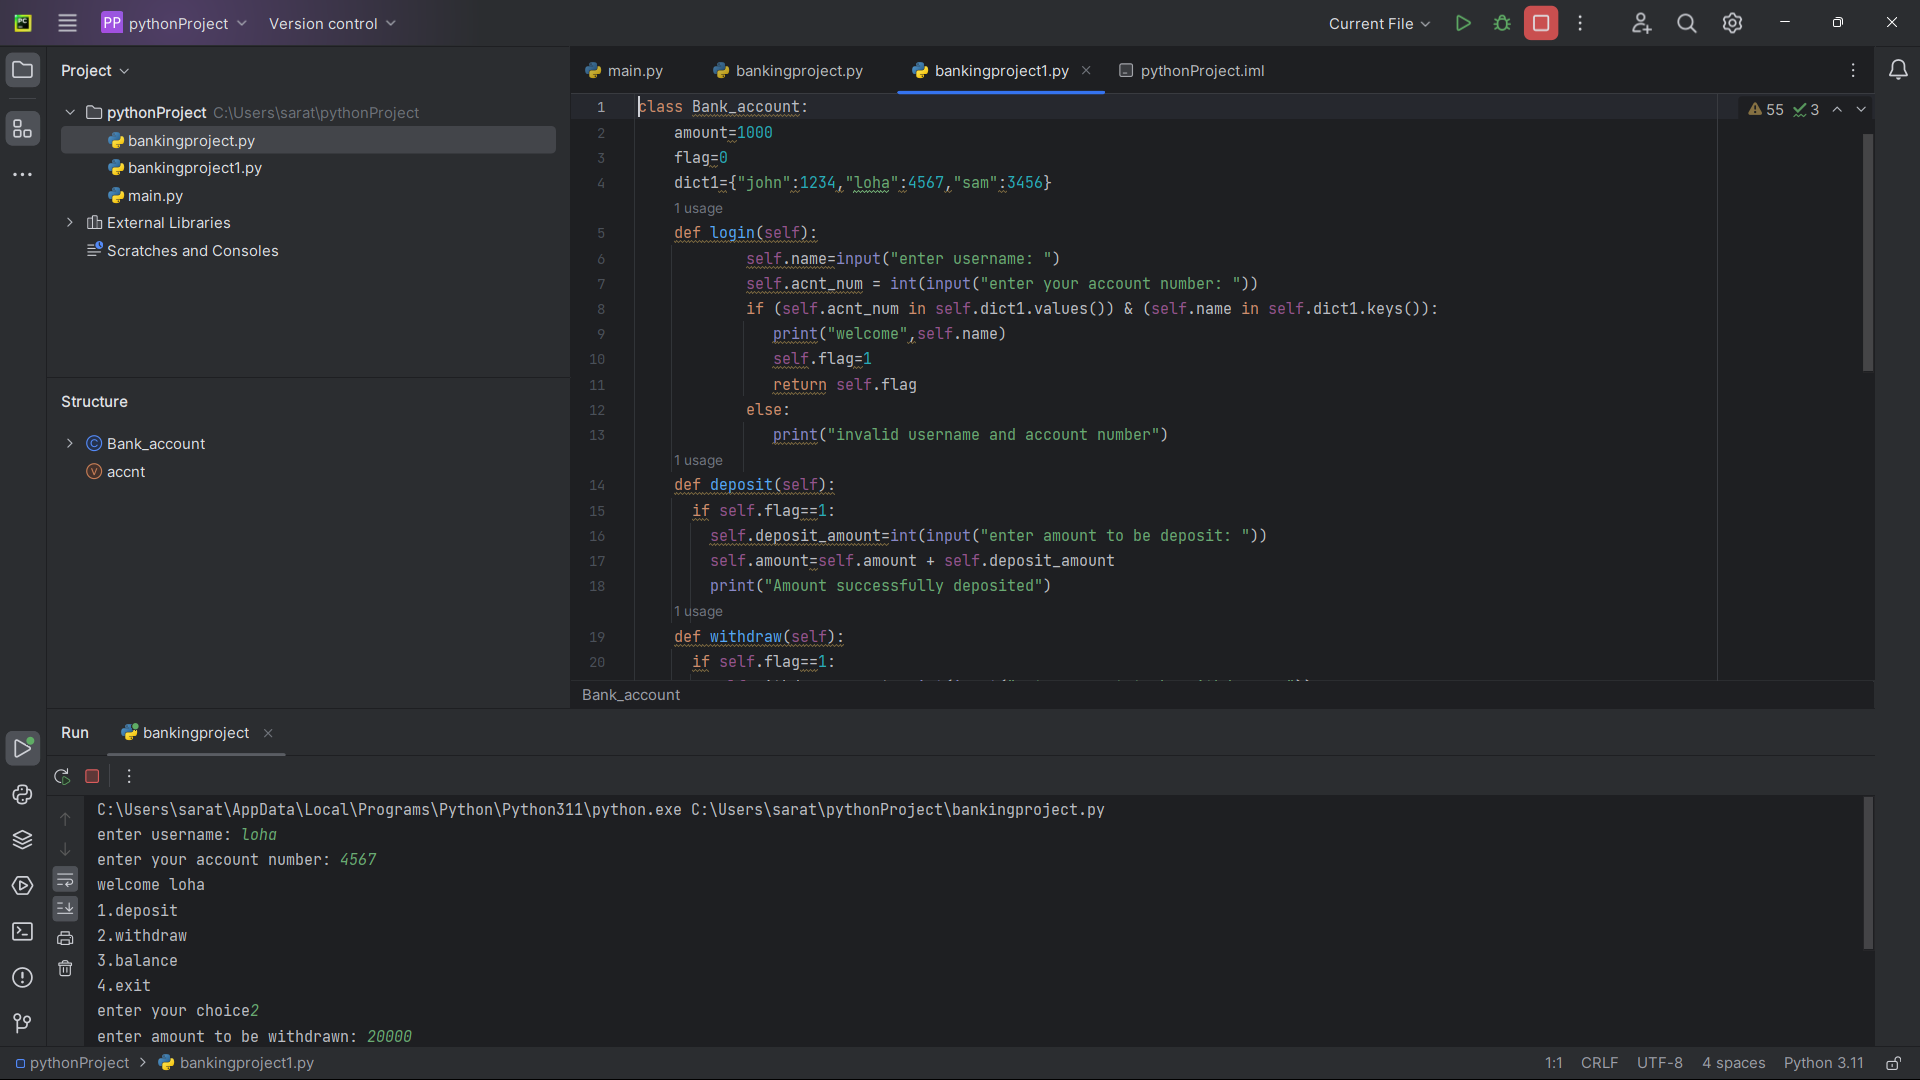 PP pythonProject Version control Current File
Project
pythonProject C:\Users\sarat\pythonProject
bankingproject.py
bankingproject1.py
main.py
External Libraries
Scratches and Consoles
Structure
Bank_account
accnt
main.py bankingproject.py bankingproject1.py pythonProject.iml
55 3
1 class Bank_account:
2 amount=1000
3 flag=0
4 dict1={"john":1234,"loha":4567,"sam":3456}
1 usage
5 def login(self):
6 self.name=input("enter username: ")
7 self.acnt_num = int(input("enter your account number: "))
8 if (self.acnt_num in self.dict1.values()) & (self.name in self.dict1.keys()):
9 print("welcome",self.name)
10 self.flag=1
11 return self.flag
12 else:
13 print("invalid username and account number")
1 usage
14 def deposit(self):
15 if self.flag==1:
16 self.deposit_amount=int(input("enter amount to be deposit: "))
17 self.amount=self.amount + self.deposit_amount
18 print("Amount successfully deposited")
1 usage
19 def withdraw(self):
20 if self.flag==1:
Bank_account
Run bankingproject
C:\Users\sarat\AppData\Local\Programs\Python\Python311\python.exe C:\Users\sarat\pythonProject\bankingproject.py
enter username: loha
enter your account number: 4567
welcome loha
1.deposit
2.withdraw
3.balance
4.exit
enter your choice2
enter amount to be withdrawn: 20000
pythonProject bankingproject1.py 1:1 CRLF UTF-8 4 spaces Python 3.11